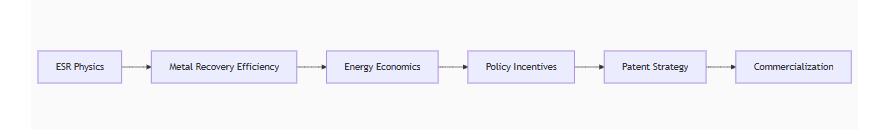 ESR Physics
Metal Recovery Efficiency
Energy Economics
Policy Incentives
Patent Strategy
Commercialization